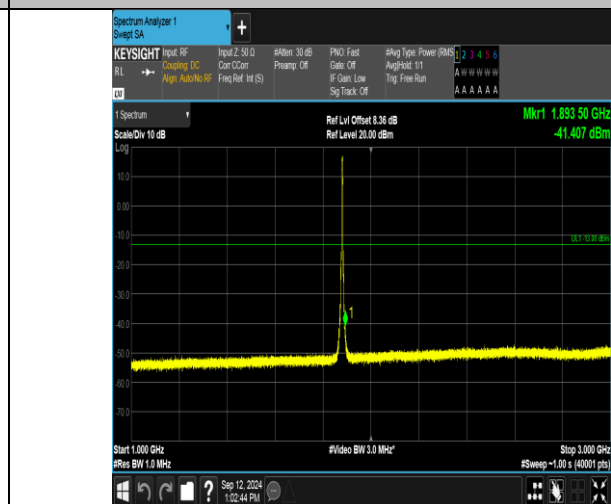 Spectrum Analyzer 1
Swept SA
+
KEYSIGHT Input: RF Input Z: 50 Ω #Atten: 30 dB PNO: Fast #Avg Type: Power (RMS 1 2 3 4 5 6
RL Coupling: DC Corr CCorr Preamp: Off Gate: Off Avg|Hold: 1/1 A W W W W W
Align: Auto/No RF Freq Ref: Int (S) IF Gain: Low Trig: Free Run
Sig Track: Off A A A A A A
LXI
1 Spectrum Ref Lvl Offset 8.36 dB Mkr1 1.893 50 GHz
Scale/Div 10 dB Ref Level 20.00 dBm -41.407 dBm
Log
10.0
0.00
-10.0
DL1 -13.00 dBm
-20.0
-30.0
1
-40.0
-50.0
-60.0
-70.0
Start 1.000 GHz #Video BW 3.0 MHz* Stop 3.000 GHz
#Res BW 1.0 MHz #Sweep ~1.00 s (40001 pts)
? Sep 12, 2024
1:02:44 PM